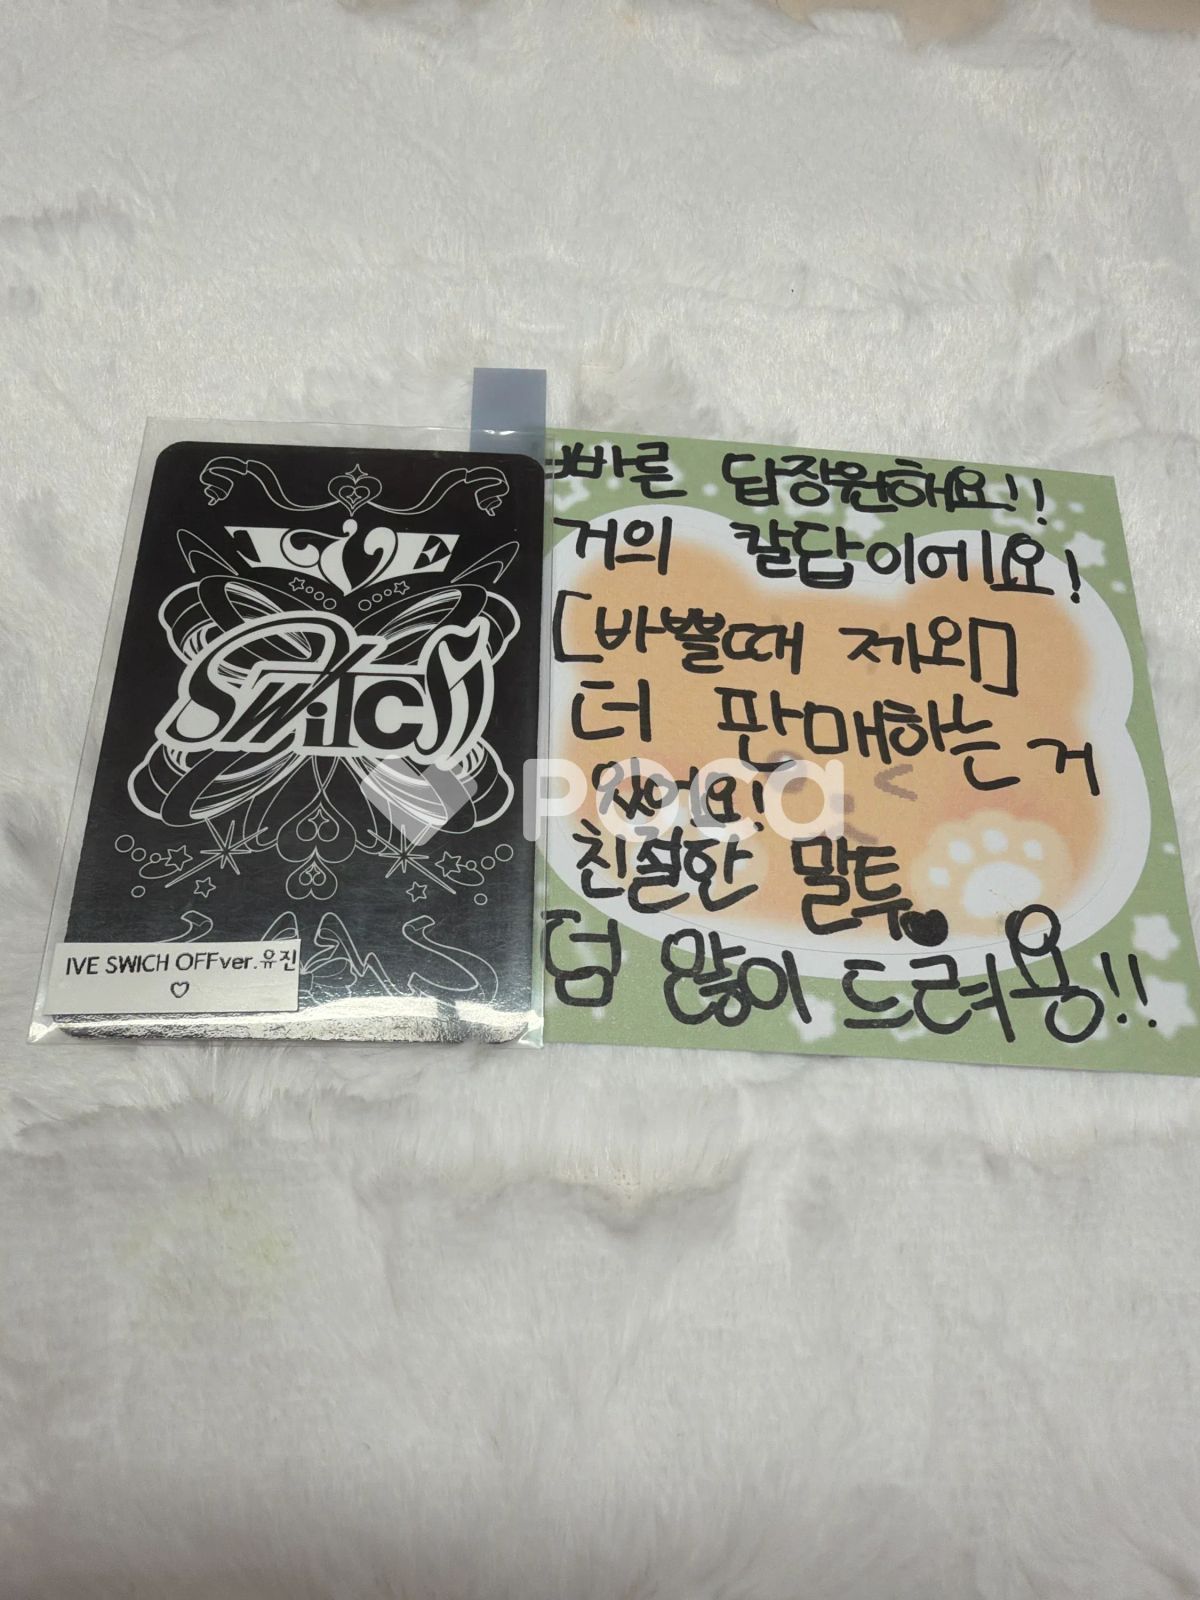 IVE
SWITCH
IVE SWICH OFFver.유진
♡
빠른 답장원해요!!
거의 칼답이에요!
[바쁠때 제외]
더 판매하는 거
있어요!
친절한 말투♥
덤 많이 드려용!!
POCA